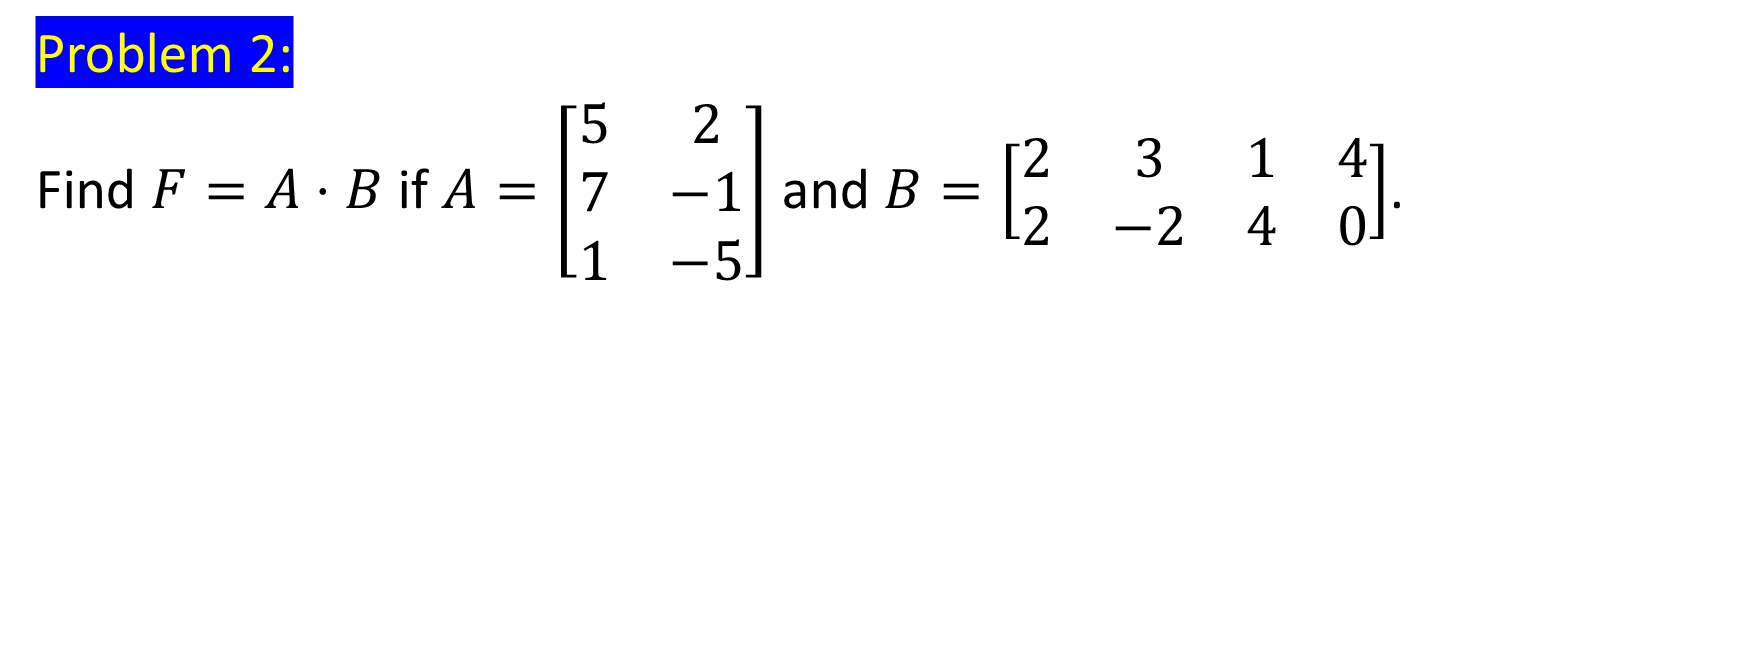 Problem 2:
Find F = A · B if A = [5 2; 7 −1; 1 −5] and B = [2 3 1 4; 2 −2 4 0].